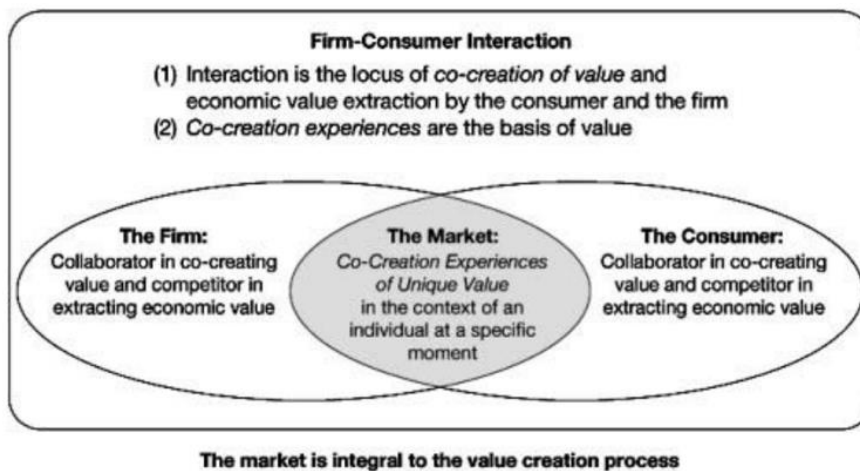 Firm-Consumer Interaction
(1) Interaction is the locus of co-creation of value and
economic value extraction by the consumer and the firm
(2) Co-creation experiences are the basis of value
The Firm:
Collaborator in co-creating
value and competitor in
extracting economic value
The Market:
Co-Creation Experiences
of Unique Value
in the context of an
individual at a specific
moment
The Consumer:
Collaborator in co-creating
value and competitor in
extracting economic value
The market is integral to the value creation process